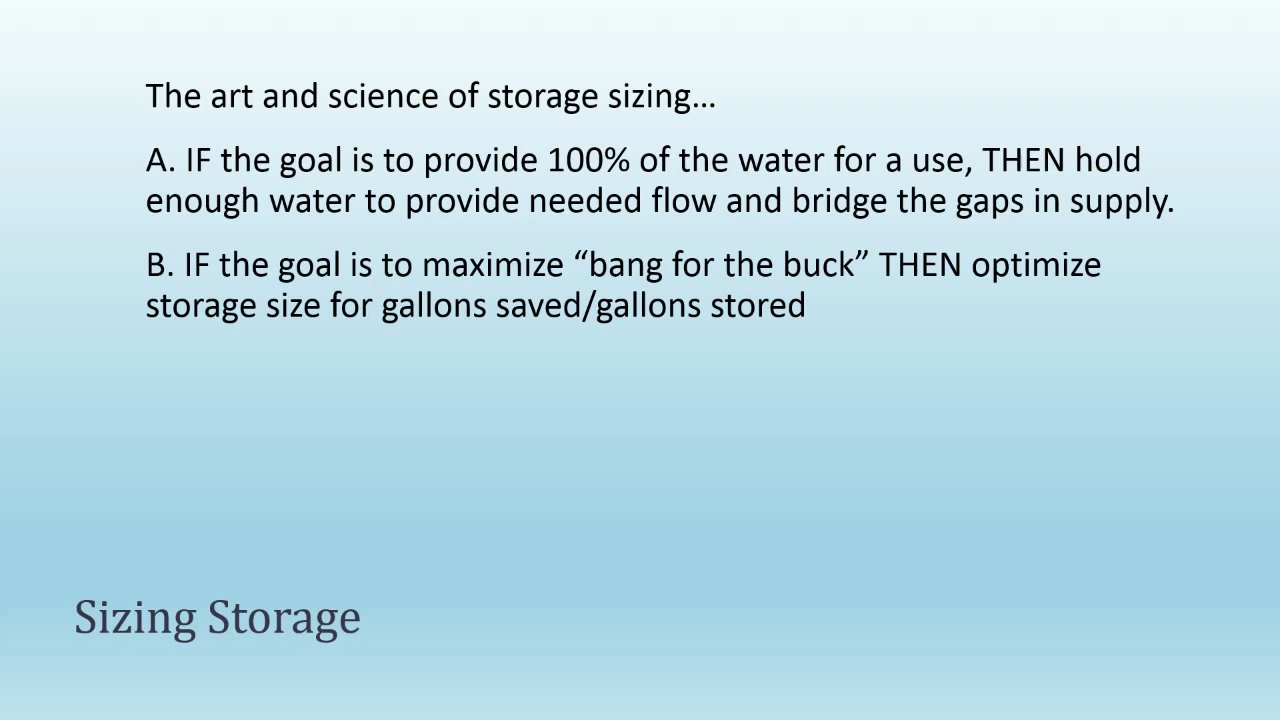 The art and science of storage sizing…
A. IF the goal is to provide 100% of the water for a use, THEN hold
enough water to provide needed flow and bridge the gaps in supply.
B. IF the goal is to maximize “bang for the buck” THEN optimize
storage size for gallons saved/gallons stored
Sizing Storage